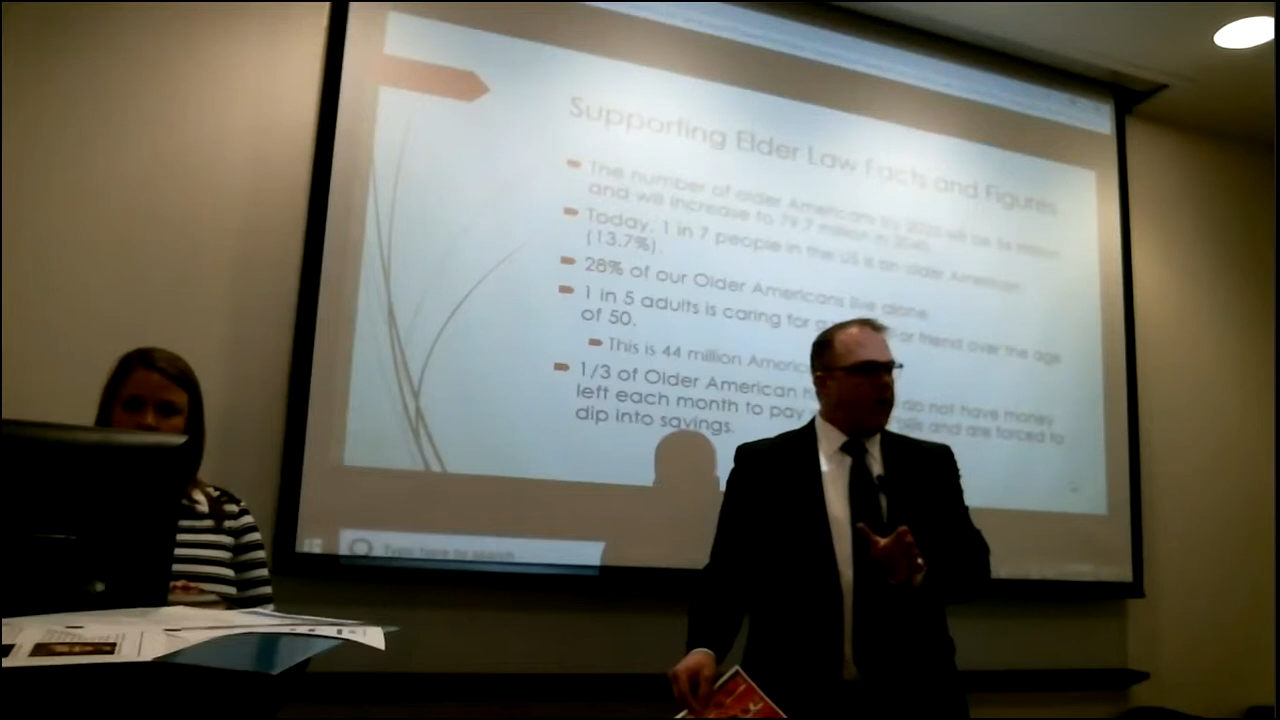 Supporting Elder Law Facts and Figures
The number of older Americans by 2020 will be
and will increase to 79.7 million in 2040.
Today, 1 in 7 people in the US is an older American
(13.7%).
28% of our Older Americans live alone.
1 in 5 adults is caring for or friend over the age
of 50.
This is 44 million
1/3 of Older American do not have money
left each month to pay bills and are forced to
dip into savings.
Type here to search